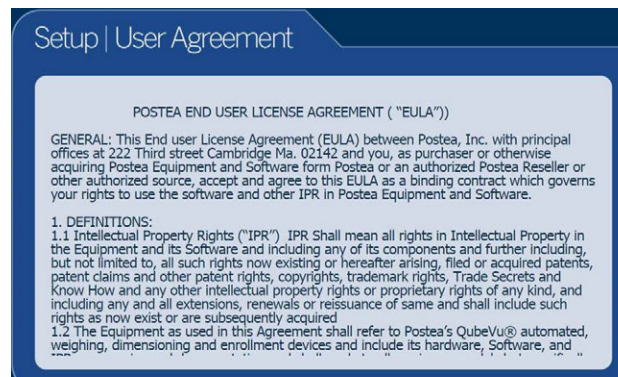 Setup | User Agreement
POSTEA END USER LICENSE AGREEMENT ( “EULA”))
GENERAL: This End user License Agreement (EULA) between Postea, Inc. with principal
offices at 222 Third street Cambridge Ma. 02142 and you, as purchaser or otherwise
acquiring Postea Equipment and Software form Postea or an authorized Postea Reseller or
other authorized source, accept and agree to this EULA as a binding contract which governs
your rights to use the software and other IPR in Postea Equipment and Software.
1. DEFINITIONS:
1.1 Intellectual Property Rights (“IPR”) IPR Shall mean all rights in Intellectual Property in
the Equipment and its Software and including any of its components and further including,
but not limited to, all such rights now existing or hereafter arising, filed or acquired patents,
patent claims and other patent rights, copyrights, trademark rights, Trade Secrets and
Know How and any other intellectual property rights or proprietary rights of any kind, and
including any and all extensions, renewals or reissuance of same and shall include such
rights as now exist or are subsequently acquired
1.2 The Equipment as used in this Agreement shall refer to Postea’s QubeVu® automated,
weighing, dimensioning and enrollment devices and include its hardware, Software, and